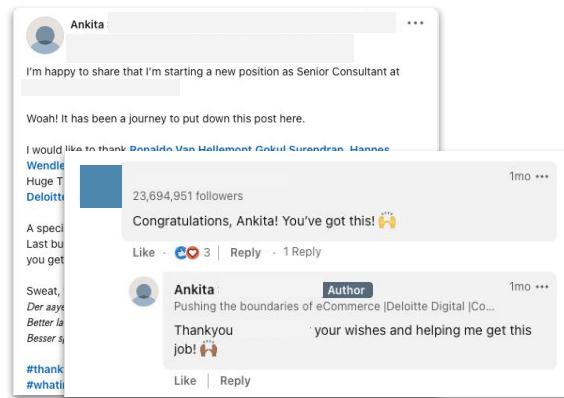 Ankita
I'm happy to share that I'm starting a new position as Senior Consultant at
Woah! It has been a journey to put down this post here.
I would like to thank Ronaldo Van Hellemont Gokul Surendran, Hannes
Wendle
Huge T
Deloitte
A speci
Last bu
you get
Sweat,
Der aaye
Better la
Besser
#thank
#whati
1mo
23,694,951 followers
Congratulations, Ankita! You've got this! 🙌
Like · 3 | Reply · 1 Reply
Ankita Author 1mo
Pushing the boundaries of eCommerce |Deloitte Digital |Co...
Thankyou your wishes and helping me get this
job! 🙌🏾
Like | Reply